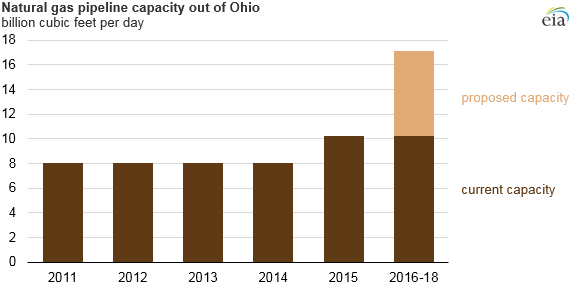 Natural gas pipeline capacity out of Ohio
billion cubic feet per day
eia
18
16
14
12
10
8
6
4
2
0
proposed capacity
current capacity
2011 2012 2013 2014 2015 2016-18